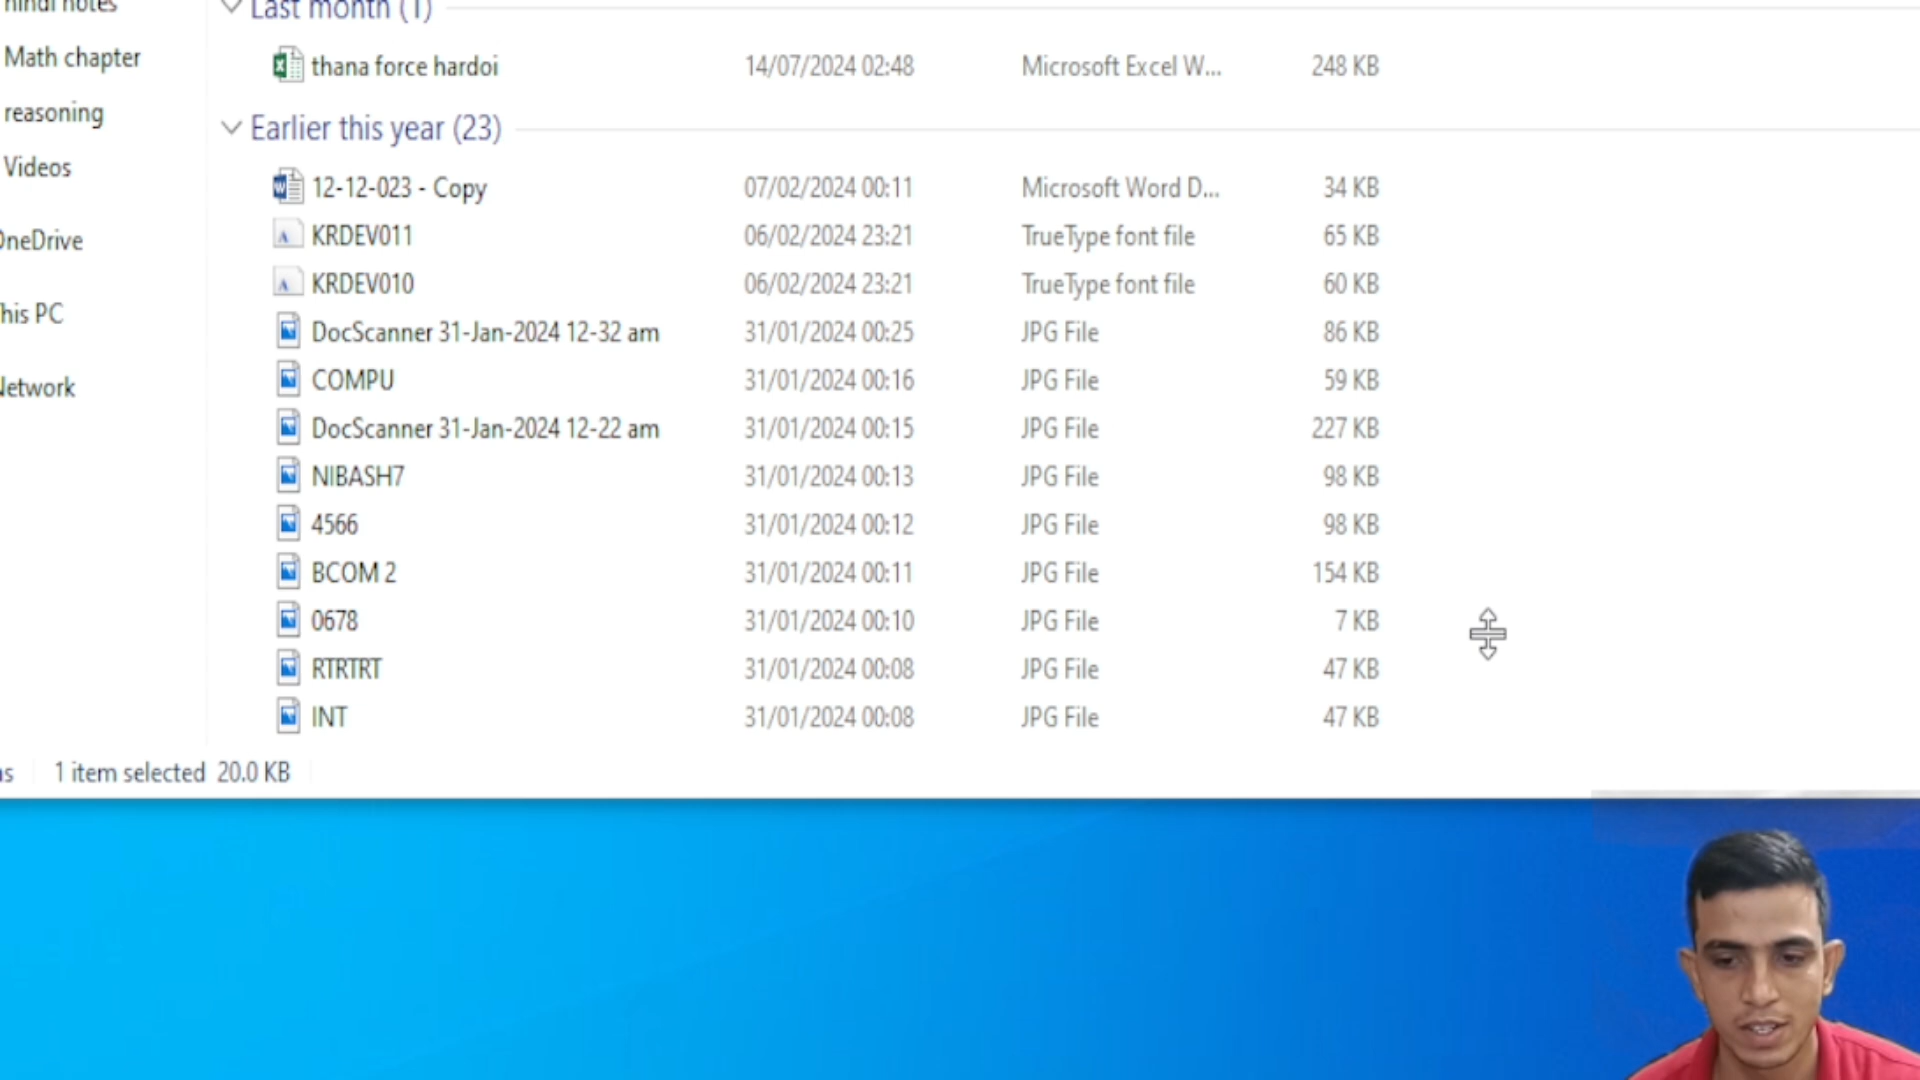 hindi notes
Math chapter
reasoning
Videos
OneDrive
This PC
Network
Last month (1)
thana force hardoi 14/07/2024 02:48 Microsoft Excel W... 248 KB
Earlier this year (23)
12-12-023 - Copy 07/02/2024 00:11 Microsoft Word D... 34 KB
KRDEV011 06/02/2024 23:21 TrueType font file 65 KB
KRDEV010 06/02/2024 23:21 TrueType font file 60 KB
DocScanner 31-Jan-2024 12-32 am 31/01/2024 00:25 JPG File 86 KB
COMPU 31/01/2024 00:16 JPG File 59 KB
DocScanner 31-Jan-2024 12-22 am 31/01/2024 00:15 JPG File 227 KB
NIBASH7 31/01/2024 00:13 JPG File 98 KB
4566 31/01/2024 00:12 JPG File 98 KB
BCOM 2 31/01/2024 00:11 JPG File 154 KB
0678 31/01/2024 00:10 JPG File 7 KB
RTRTRT 31/01/2024 00:08 JPG File 47 KB
INT 31/01/2024 00:08 JPG File 47 KB
1 item selected 20.0 KB